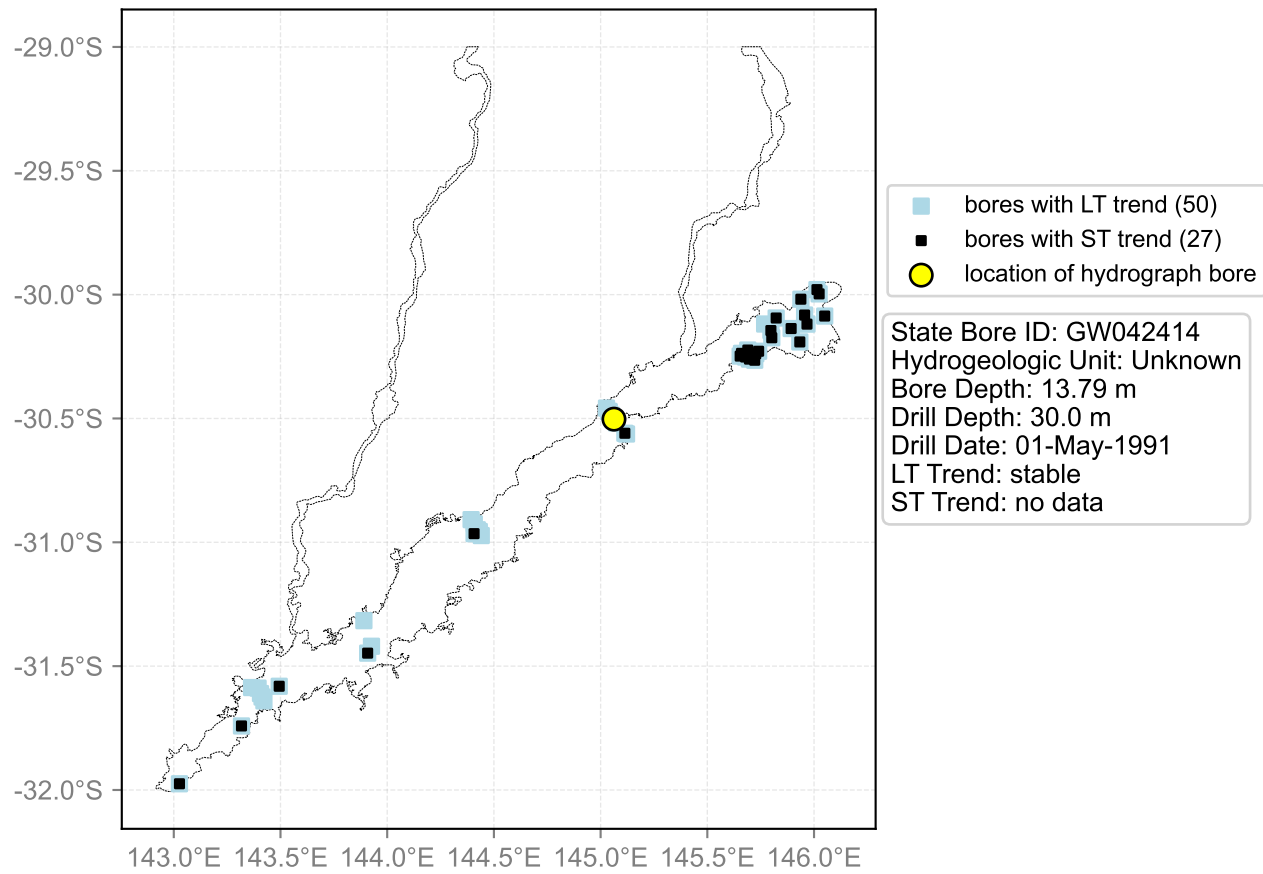 -29.0°S
-29.5°S
-30.0°S
-30.5°S
-31.0°S
-31.5°S
-32.0°S
143.0°E 143.5°E 144.0°E 144.5°E 145.0°E 145.5°E 146.0°E
bores with LT trend (50)
bores with ST trend (27)
location of hydrograph bore
State Bore ID: GW042414
Hydrogeologic Unit: Unknown
Bore Depth: 13.79 m
Drill Depth: 30.0 m
Drill Date: 01-May-1991
LT Trend: stable
ST Trend: no data